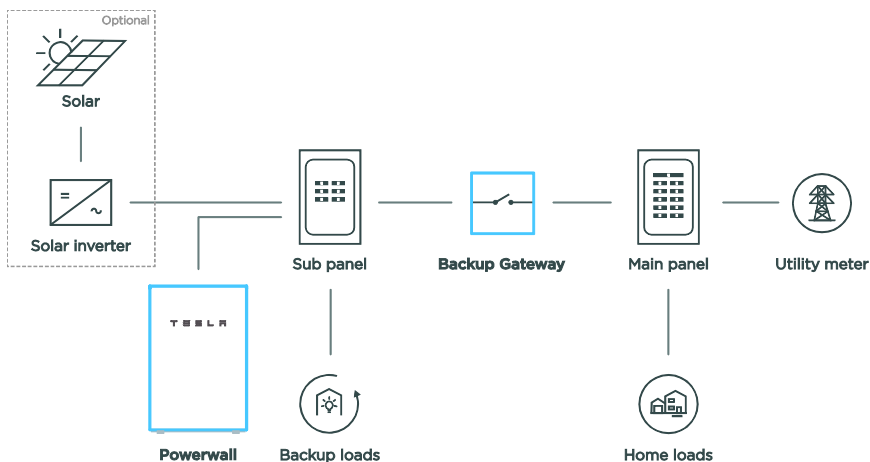 Optional
Solar
Solar inverter
Sub panel
Backup Gateway
Main panel
Utility meter
TESLA
Powerwall
Backup loads
Home loads